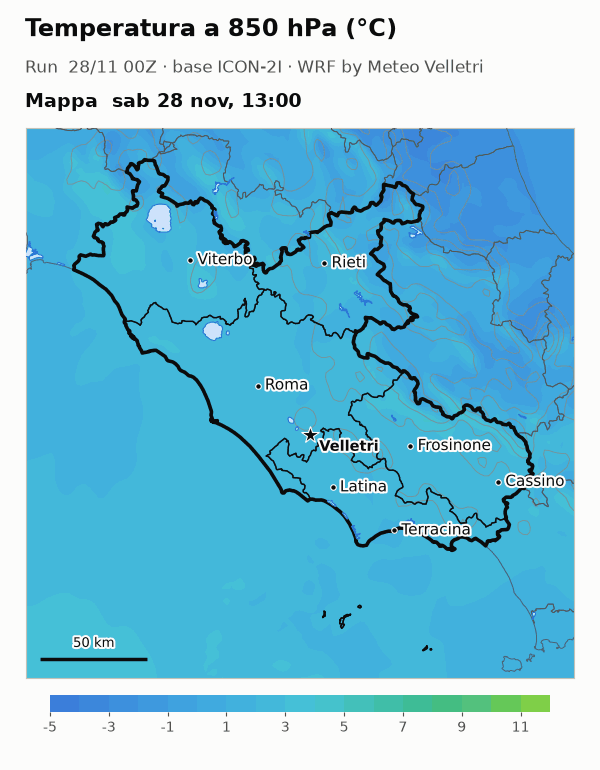 Temperatura a 850 hPa (°C)
Run  28/11 00Z · base ICON-2I · WRF by Meteo Velletri
Mappa  sab 28 nov, 13:00
Viterbo
Rieti
Roma
Velletri
Frosinone
Cassino
Latina
Terracina
50 km
-5 -3 -1 1 3 5 7 9 11